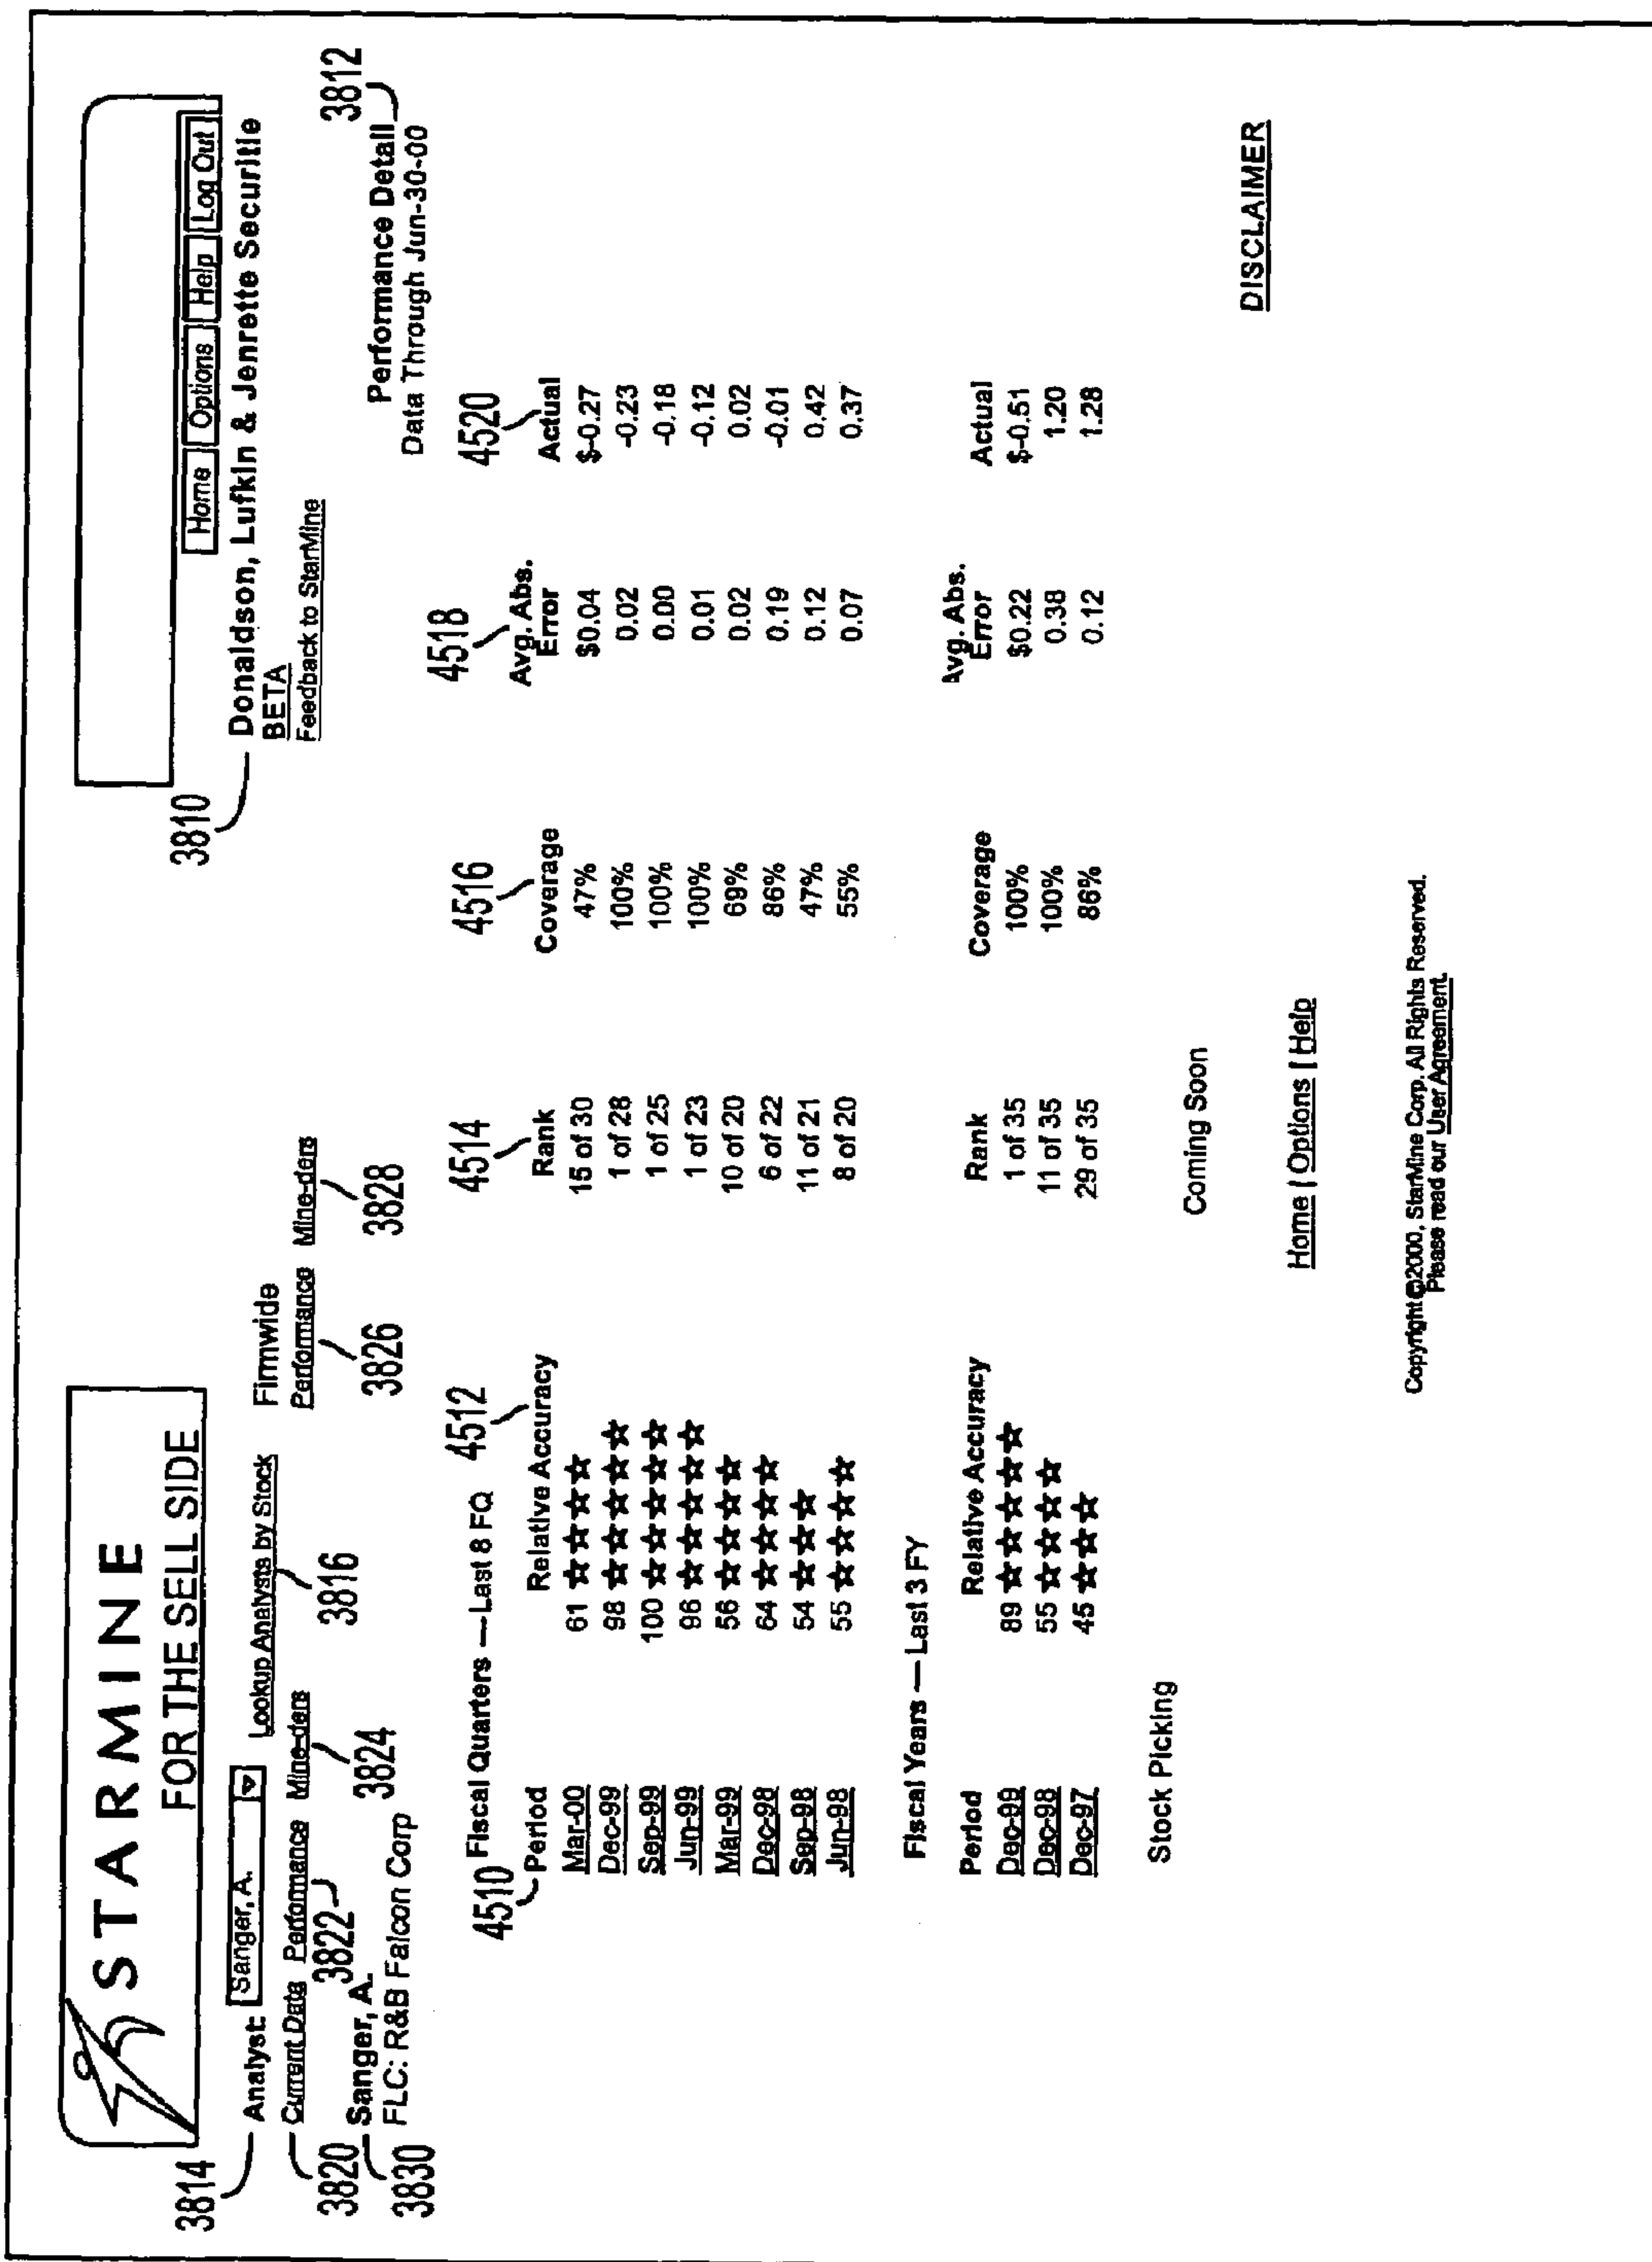 STARMINE
FOR THE SELL SIDE
Home Options Help Log Out
3814 Analyst: Sanger, A. Lookup Analysts by Stock Firmwide
3816
3810 Donaldson, Lufkin & Jenrette Securitie
BETA
Current Data Performance Mine-ders Performance Mine-ders
Feedback to StarMine
3820 3822 3824 3826 3828
3812
Sanger, A.
Performance Detail
3830 FLC: R&B Falcon Corp
Data Through Jun-30-00
Fiscal Quarters —Last 8 FQ
4510 4512 4514 4516 4518 4520
Period Relative Accuracy Rank Coverage Avg. Abs. Error Actual
Mar-00 61 ☆☆☆☆ 15 of 30 47% $0.04 $-0.27
Dec-99 98 ☆☆☆☆☆ 1 of 28 100% 0.02 -0.23
Sep-99 100 ☆☆☆☆☆ 1 of 25 100% 0.00 -0.18
Jun-99 96 ☆☆☆☆☆ 1 of 23 100% 0.01 -0.12
Mar-99 56 ☆☆☆☆ 10 of 20 69% 0.02 0.02
Dec-98 64 ☆☆☆☆ 6 of 22 86% 0.19 -0.01
Sep-98 54 ☆☆☆ 11 of 21 47% 0.12 0.42
Jun-98 55 ☆☆☆☆ 8 of 20 55% 0.07 0.37
Fiscal Years —Last 3 FY
Period Relative Accuracy Rank Coverage Avg. Abs. Error Actual
Dec-99 89 ☆☆☆☆☆ 1 of 35 100% $0.22 $-0.51
Dec-98 55 ☆☆☆☆ 11 of 35 100% 0.38 1.20
Dec-97 45 ☆☆☆ 29 of 35 86% 0.12 1.28
Stock Picking Coming Soon
DISCLAIMER
Home | Options | Help
Copyright ©2000, StarMine Corp. All Rights Reserved.
Please read our User Agreement.